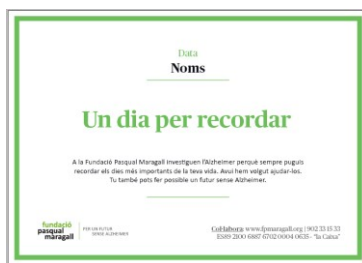 Data
Noms
Un dia per recordar
A la Fundació Pasqual Maragall investiguen l'Alzheimer perquè sempre puguis
recordar els dies més importants de la teva vida. Avui hem volgut ajudar-los.
Tu també pots fer possible un futur sense Alzheimer.
fundació
pasqual
maragall
PER UN FUTUR
SENSE ALZHEIMER
Col·labora: www.fpmaragall.org | 902 33 15 33
ES89 2100 6887 6702 0004 0635 - "la Caixa"